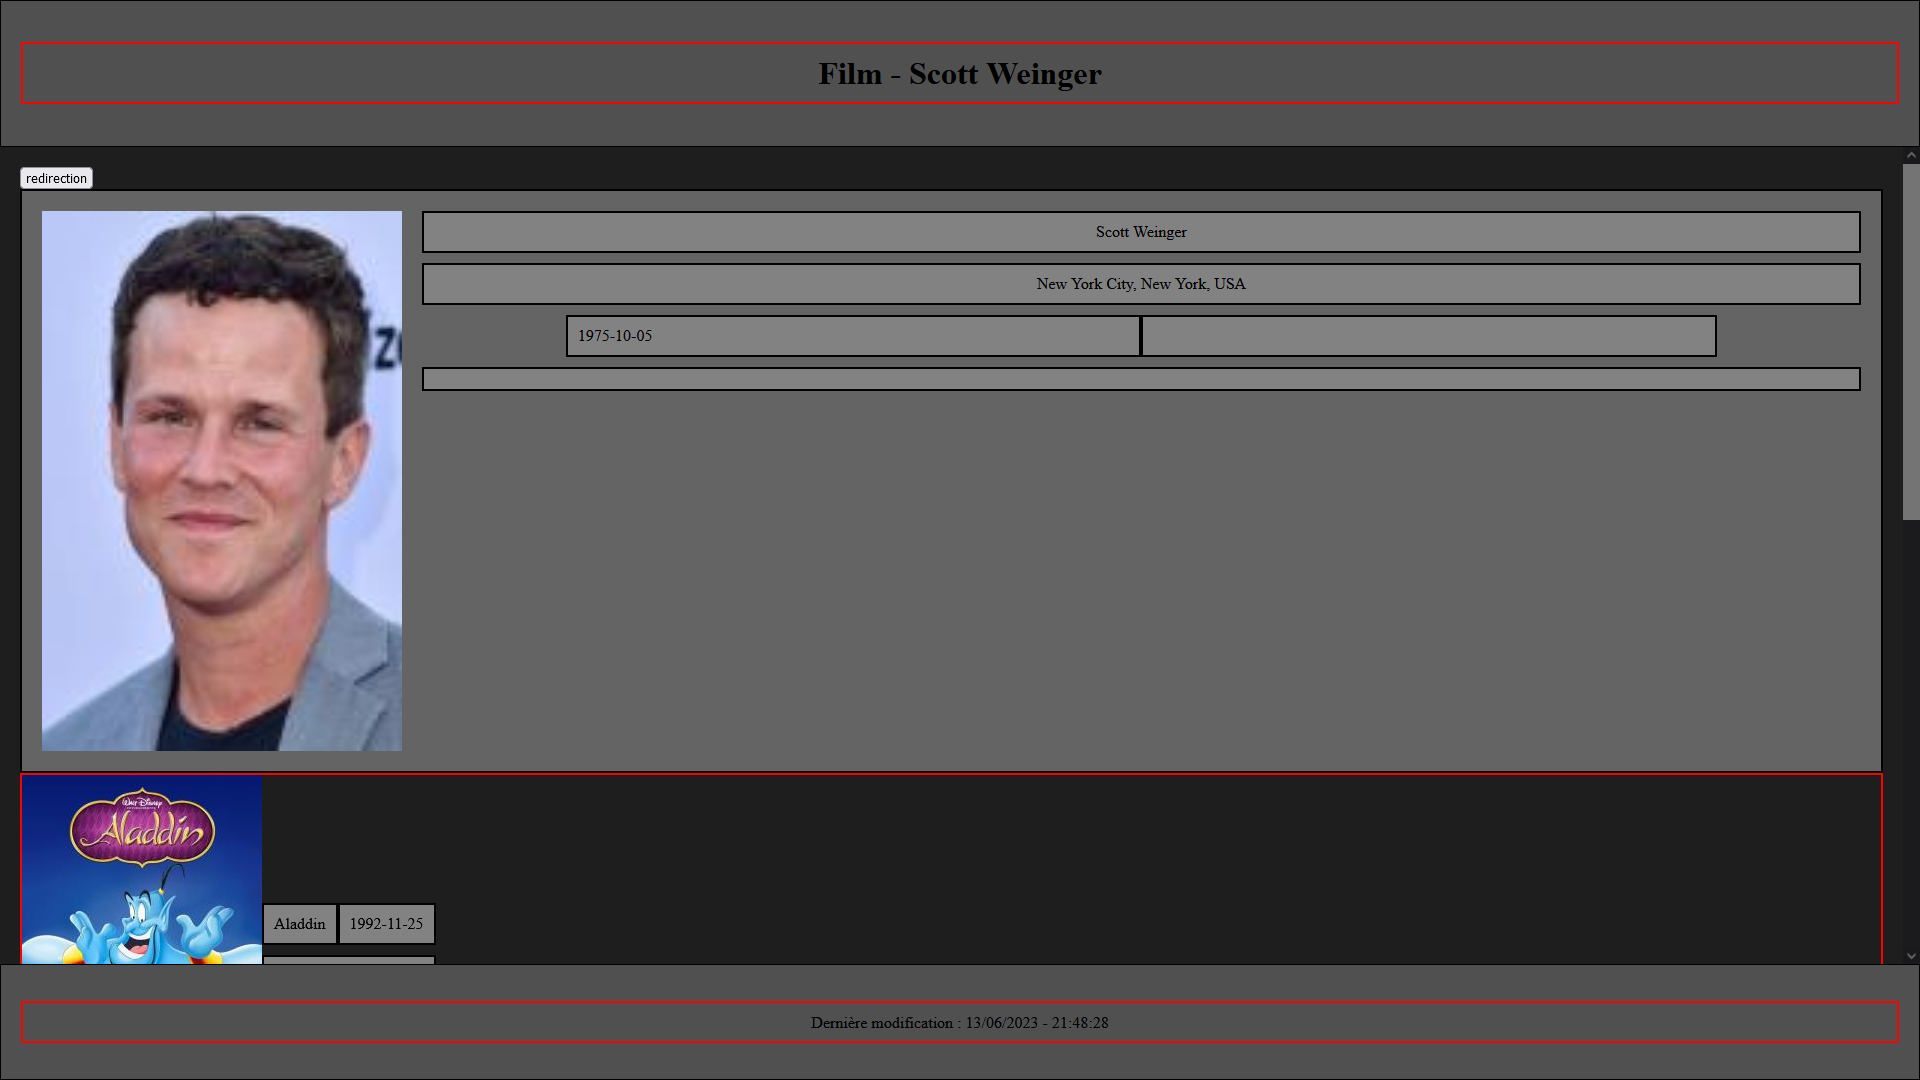 Film - Scott Weinger
redirection
Scott Weinger
New York City, New York, USA
1975-10-05
Walt Disney
Aladdin
Aladdin
1992-11-25
Dernière modification : 13/06/2023 - 21:48:28